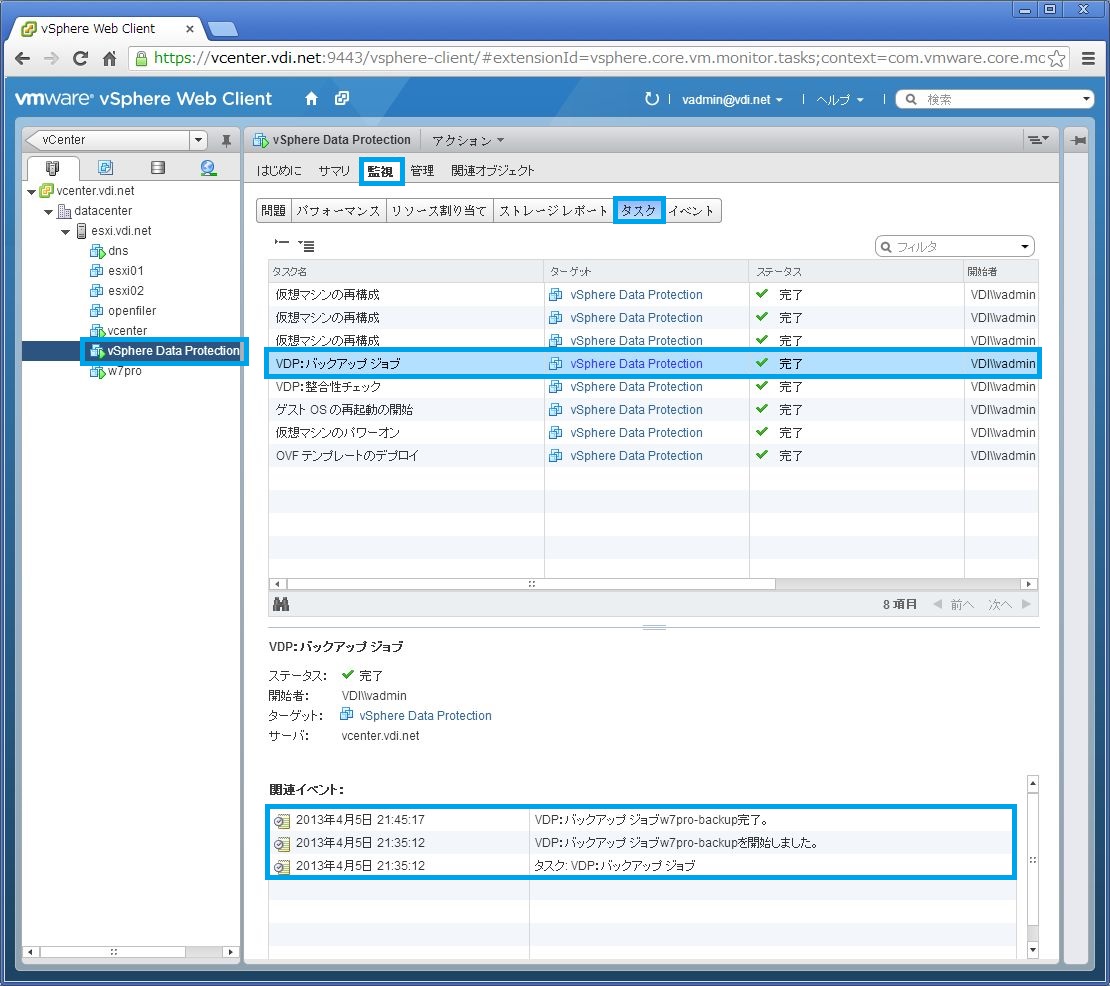 vSphere Web Client
https://vcenter.vdi.net:9443/vsphere-client/#extensionId=vsphere.core.vm.monitor.tasks;context=com.vmware.core.mc
vmware® vSphere Web Client
vadmin@vdi.net
ヘルプ
検索
vCenter
vcenter.vdi.net
datacenter
esxi.vdi.net
dns
esxi01
esxi02
openfiler
vcenter
vSphere Data Protection
w7pro
vSphere Data Protection アクション
はじめに サマリ 監視 管理 関連オブジェクト
問題 パフォーマンス リソース割り当て ストレージ レポート タスク イベント
フィルタ
タスク名 ターゲット ステータス 開始者
仮想マシンの再構成 vSphere Data Protection 完了 VDI\\vadmin
仮想マシンの再構成 vSphere Data Protection 完了 VDI\\vadmin
仮想マシンの再構成 vSphere Data Protection 完了 VDI\\vadmin
VDP: バックアップ ジョブ vSphere Data Protection 完了 VDI\\vadmin
VDP: 整合性チェック vSphere Data Protection 完了 VDI\\vadmin
ゲスト OS の再起動の開始 vSphere Data Protection 完了 VDI\\vadmin
仮想マシンのパワーオン vSphere Data Protection 完了 VDI\\vadmin
OVF テンプレートのデプロイ vSphere Data Protection 完了 VDI\\vadmin
8 項目 前へ 次へ
VDP: バックアップ ジョブ
ステータス: 完了
開始者: VDI\\vadmin
ターゲット: vSphere Data Protection
サーバ: vcenter.vdi.net
関連イベント:
2013年4月5日 21:45:17 VDP: バックアップ ジョブw7pro-backup完了。
2013年4月5日 21:35:12 VDP: バックアップ ジョブw7pro-backupを開始しました。
2013年4月5日 21:35:12 タスク: VDP: バックアップ ジョブ